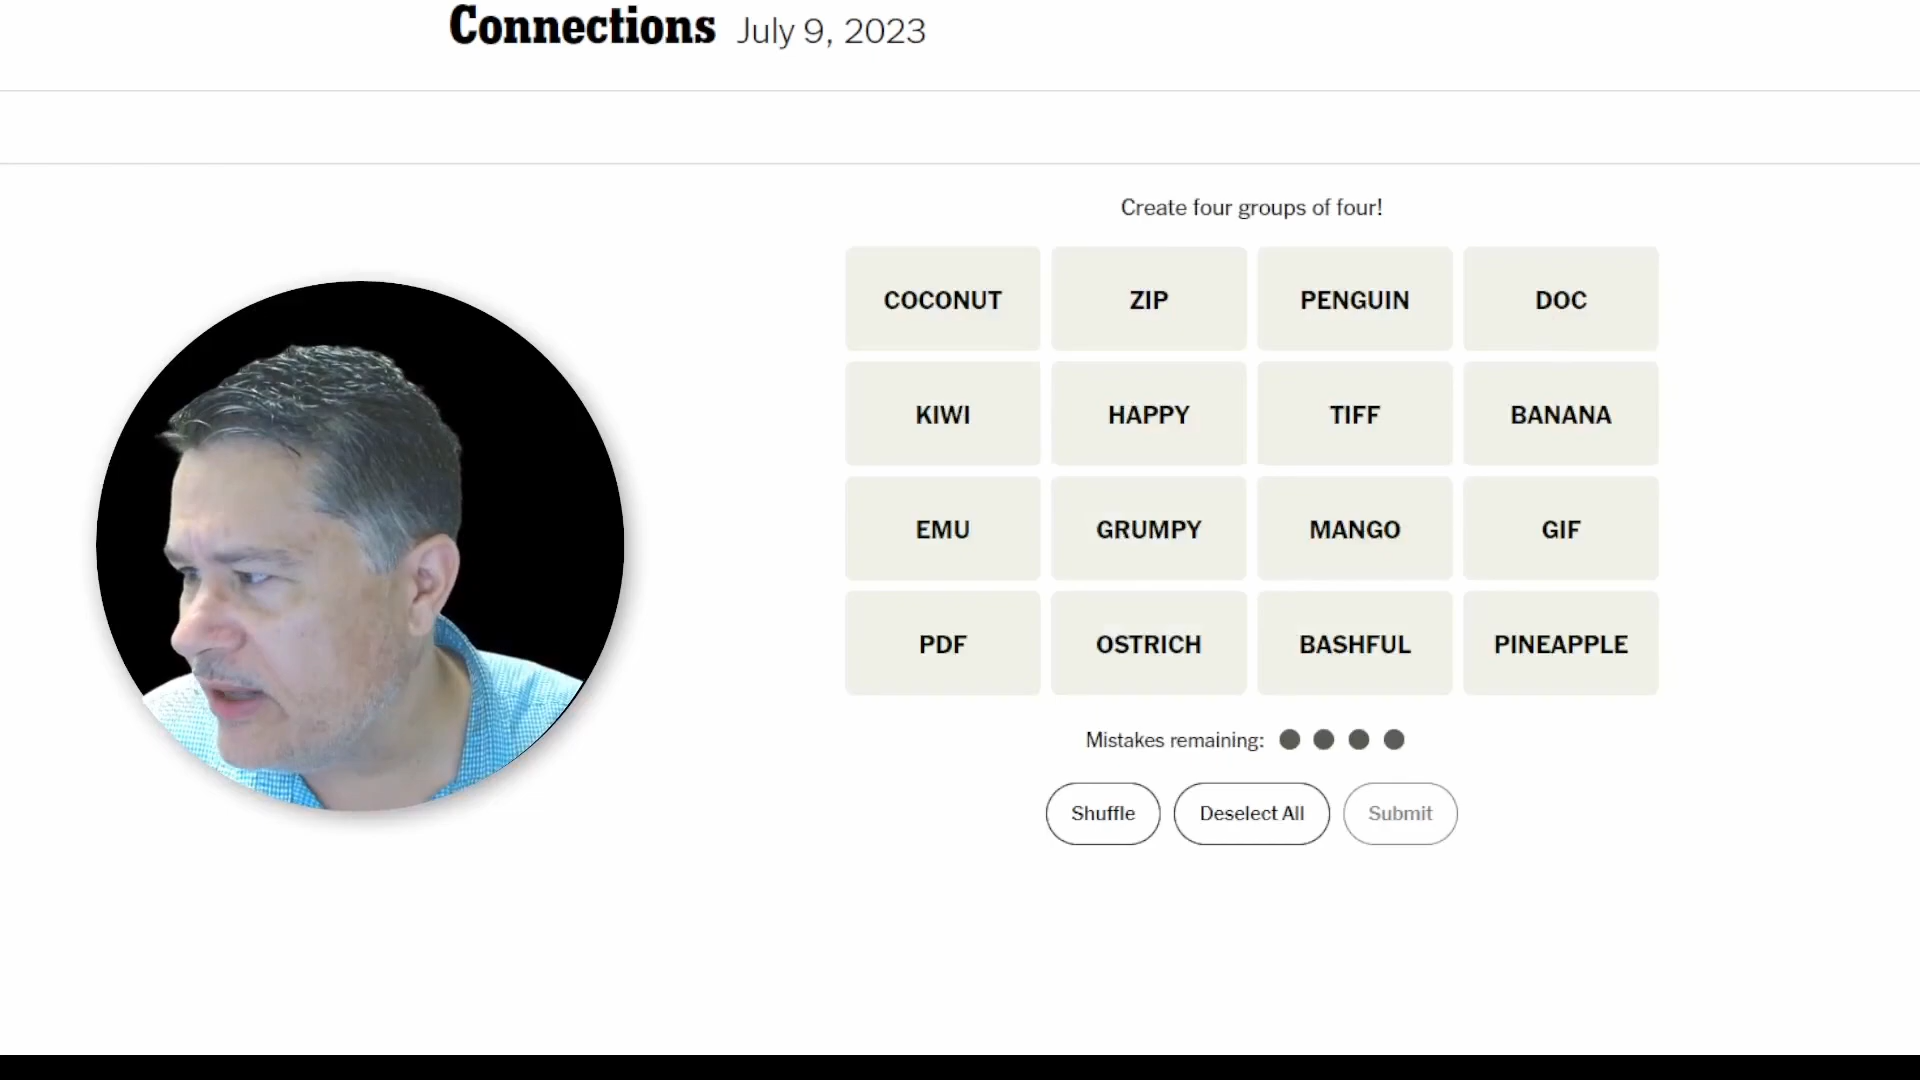 Connections July 9, 2023
Create four groups of four!
COCONUT ZIP PENGUIN DOC
KIWI HAPPY TIFF BANANA
EMU GRUMPY MANGO GIF
PDF OSTRICH BASHFUL PINEAPPLE
Mistakes remaining:
Shuffle Deselect All Submit